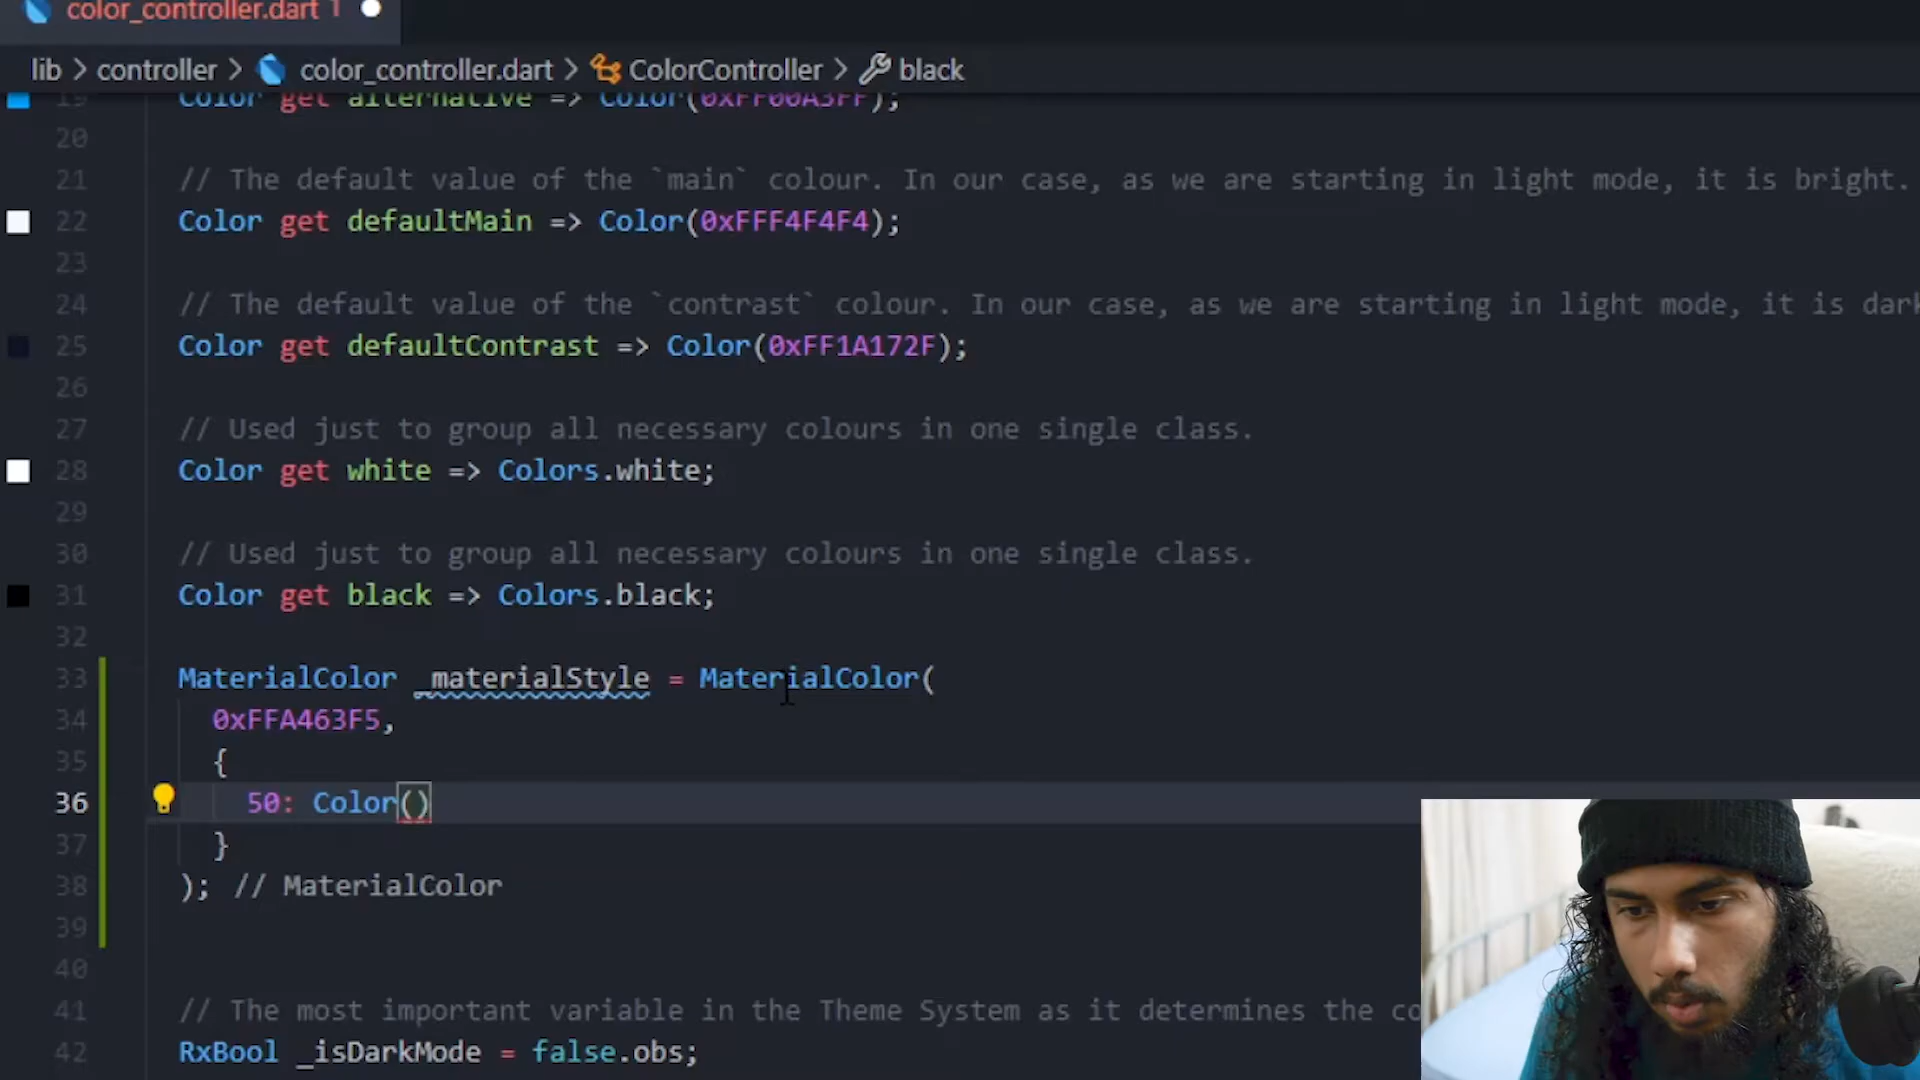 color_controller.dart 1
lib > controller > color_controller.dart > ColorController > black
19 Color get alternative => Color(0xFF00A3FF);
20
21 // The default value of the `main` colour. In our case, as we are starting in light mode, it is bright.
22 Color get defaultMain => Color(0xFFF4F4F4);
23
24 // The default value of the `contrast` colour. In our case, as we are starting in light mode, it is dark
25 Color get defaultContrast => Color(0xFF1A172F);
26
27 // Used just to group all necessary colours in one single class.
28 Color get white => Colors.white;
29
30 // Used just to group all necessary colours in one single class.
31 Color get black => Colors.black;
32
33 MaterialColor _materialStyle = MaterialColor(
34 0xFFA463F5,
35 {
36 50: Color()
37 }
38 ); // MaterialColor
39
40
41 // The most important variable in the Theme System as it determines the co
42 RxBool _isDarkMode = false.obs;